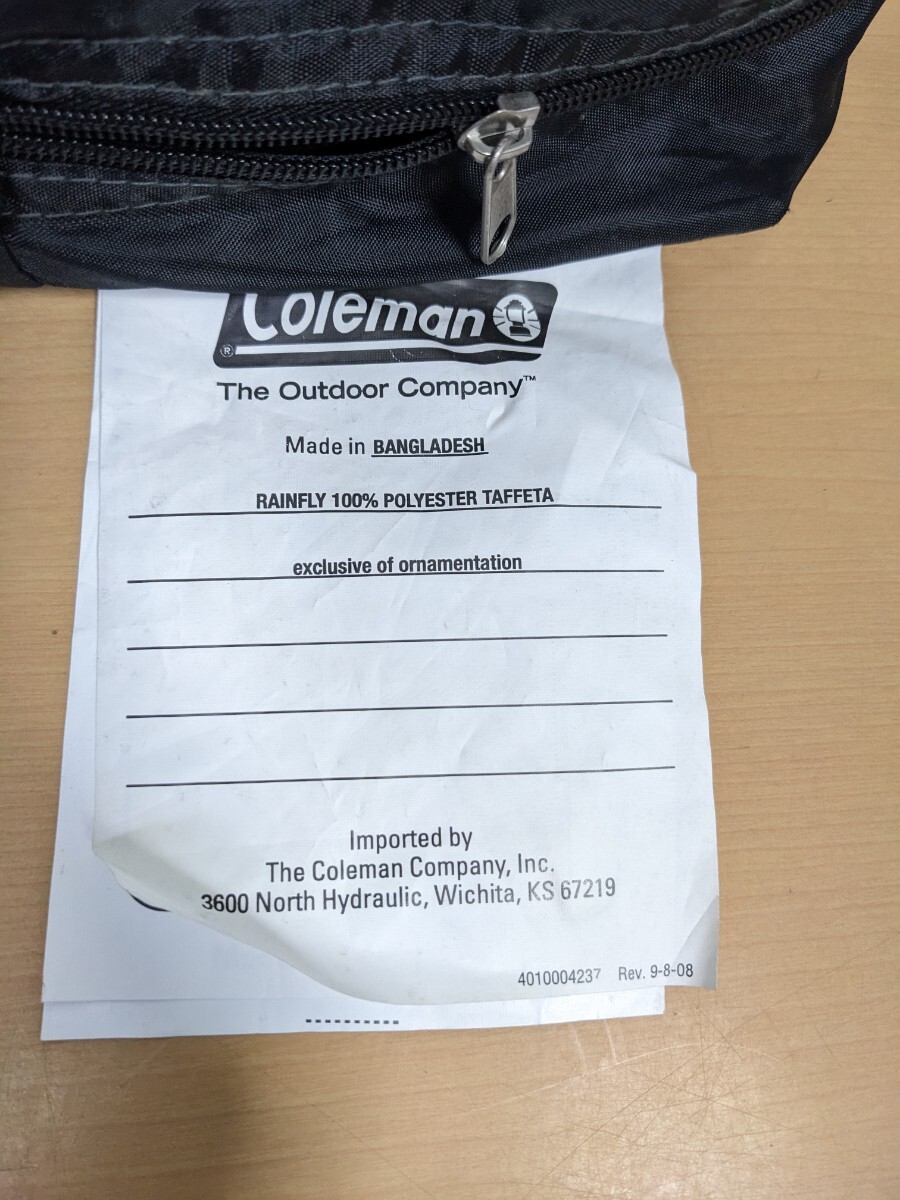 Coleman
®
The Outdoor Company™
Made in BANGLADESH
RAINFLY 100% POLYESTER TAFFETA
exclusive of ornamentation
Imported by
The Coleman Company, Inc.
3600 North Hydraulic, Wichita, KS 67219
4010004237 Rev. 9-8-08